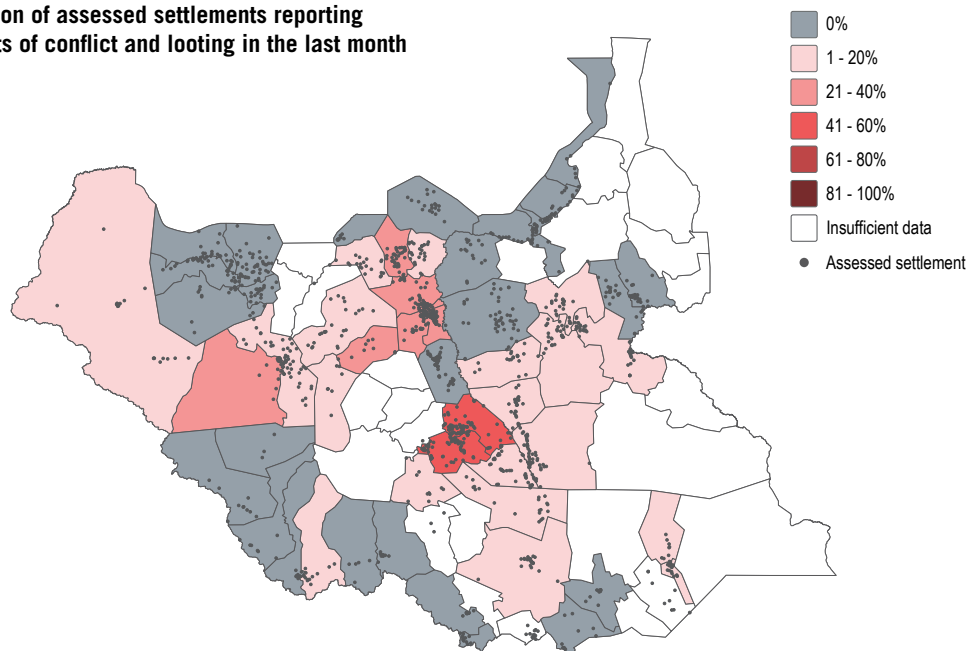 of assessed settlements reporting
of conflict and looting in the last month
0%
1 - 20%
21 - 40%
41 - 60%
61 - 80%
81 - 100%
Insufficient data
Assessed settlement